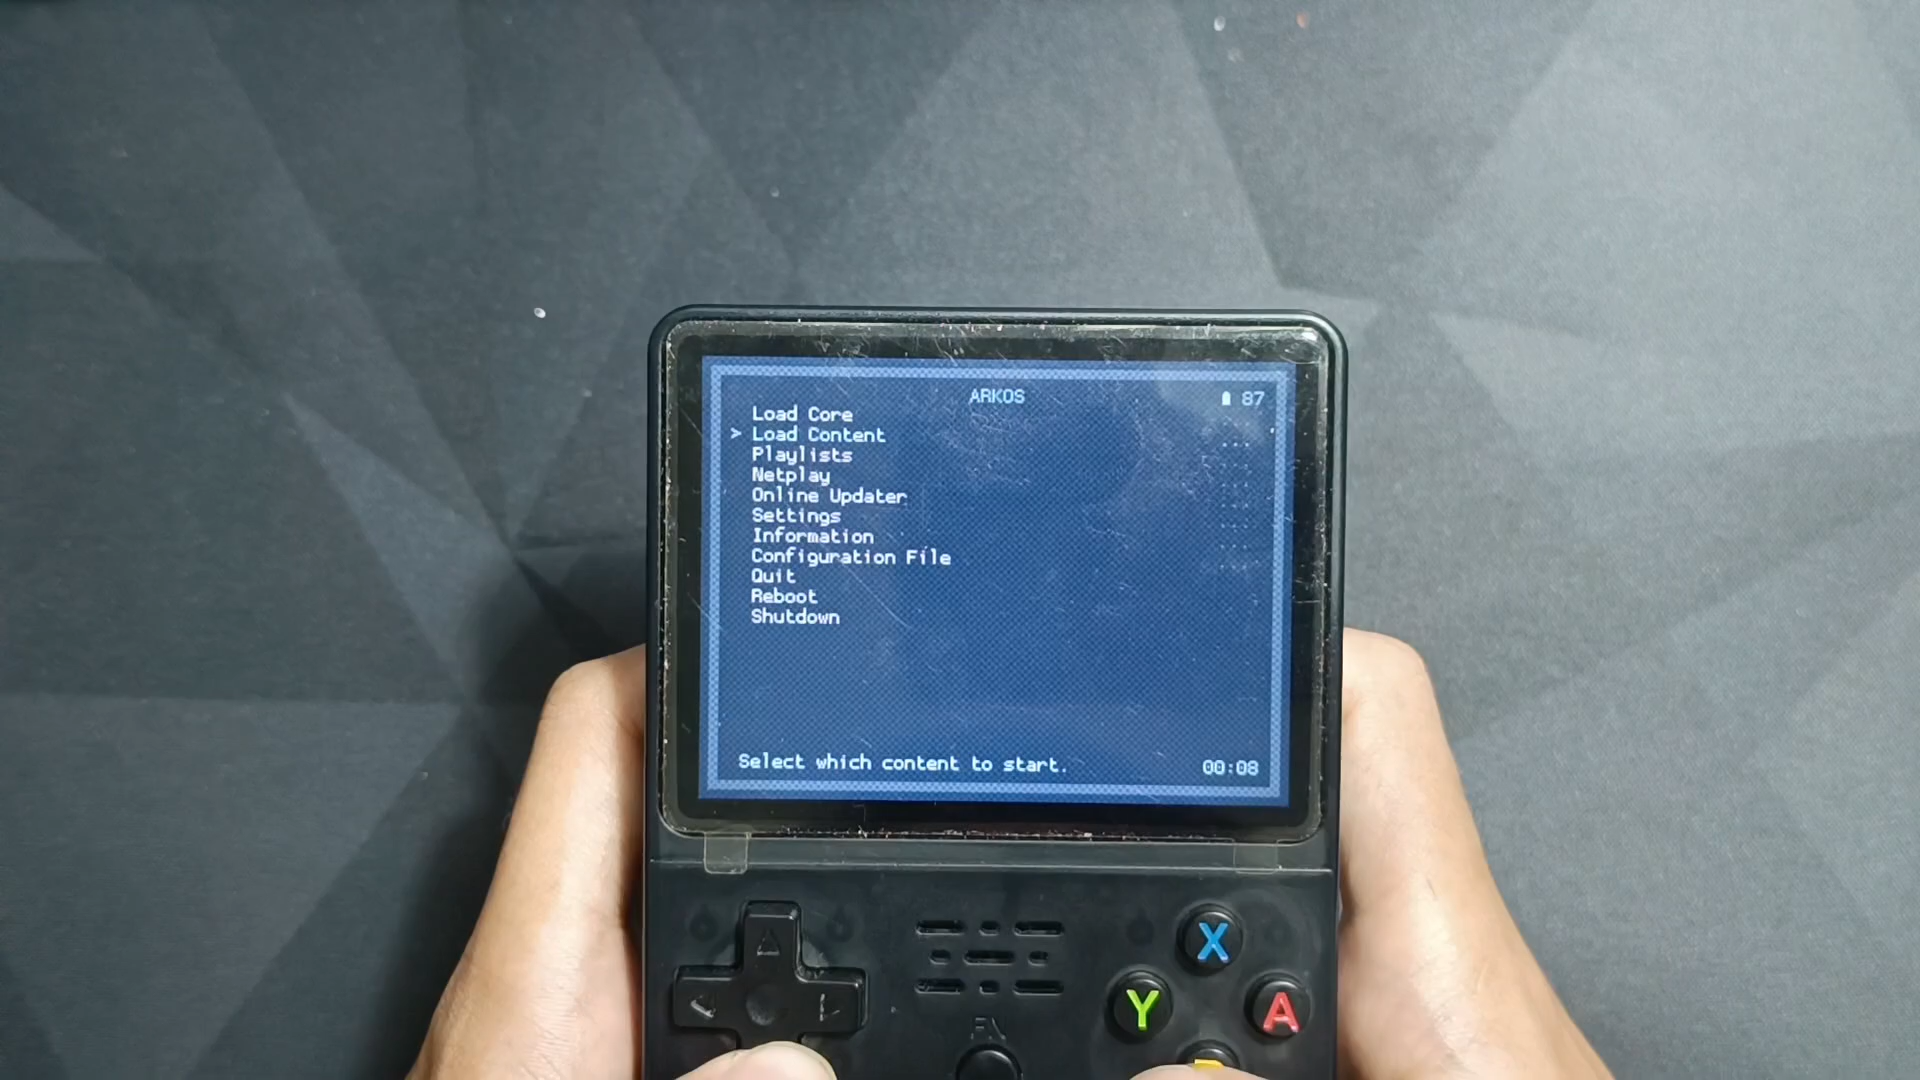 ARKOS
87
Load Core
> Load Content
Playlists
Netplay
Online Updater
Settings
Information
Configuration File
Quit
Reboot
Shutdown
Select which content to start.
00:08
X
Y
A